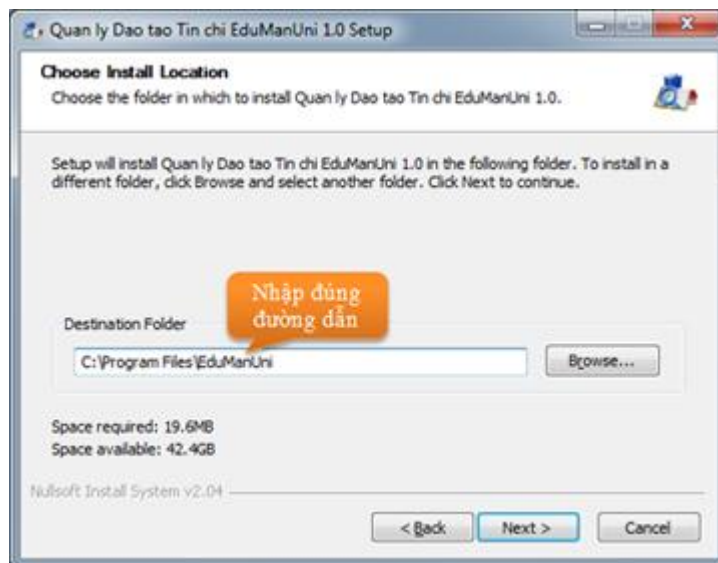 Quan ly Dao tao Tin chi EduManUni 1.0 Setup
Choose Install Location
Choose the folder in which to install Quan ly Dao tao Tin chi EduManUni 1.0.
Setup will install Quan ly Dao tao Tin chi EduManUni 1.0 in the following folder. To install in a
different folder, click Browse and select another folder. Click Next to continue.
Nhập đúng
đường dẫn
Destination Folder
C:\Program Files\EduManUni
Browse...
Space required: 19.6MB
Space available: 42.4GB
Nullsoft Install System v2.04
< Back
Next >
Cancel